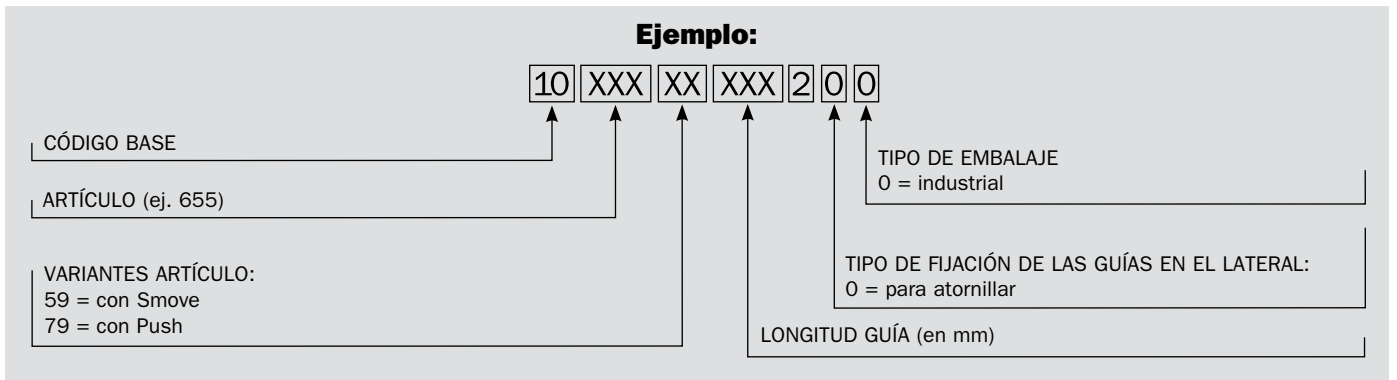 Ejemplo:
10 XXX XX XXX 2 0 0
CÓDIGO BASE
ARTÍCULO (ej. 655)
VARIANTES ARTÍCULO:
59 = con Smove
79 = con Push
TIPO DE EMBALAJE
0 = industrial
TIPO DE FIJACIÓN DE LAS GUÍAS EN EL LATERAL:
0 = para atornillar
LONGITUD GUÍA (en mm)